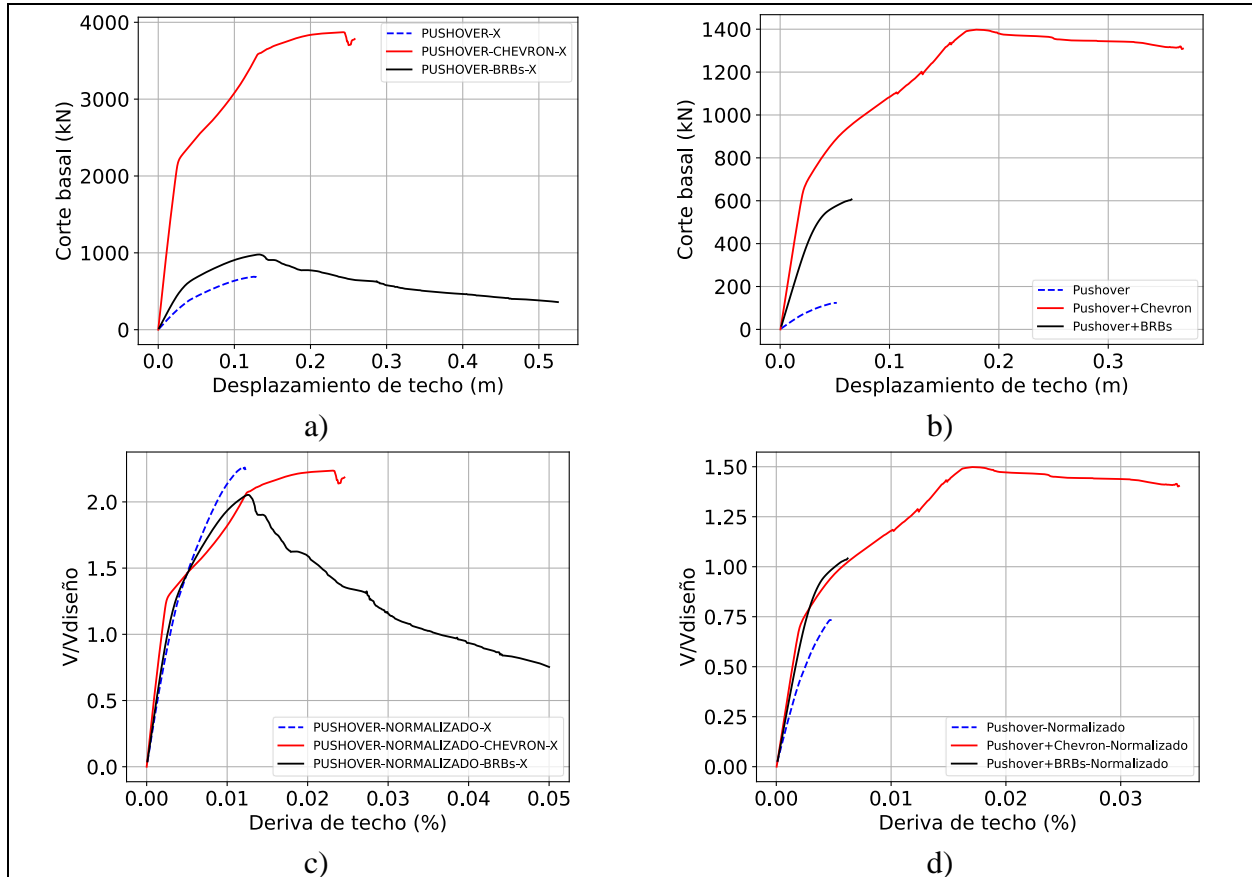 4000
3000
2000
1000
0
Corte basal (kN)
PUSHOVER-X
PUSHOVER-CHEVRON-X
PUSHOVER-BRBs-X
0.0 0.1 0.2 0.3 0.4 0.5
Desplazamiento de techo (m)
a)
1400
1200
1000
800
600
400
200
0
Corte basal (kN)
Pushover
Pushover+Chevron
Pushover+BRBs
0.0 0.1 0.2 0.3
Desplazamiento de techo (m)
b)
2.0
1.5
1.0
0.5
0.0
V/Vdiseño
PUSHOVER-NORMALIZADO-X
PUSHOVER-NORMALIZADO-CHEVRON-X
PUSHOVER-NORMALIZADO-BRBs-X
0.00 0.01 0.02 0.03 0.04 0.05
Deriva de techo (%)
c)
1.50
1.25
1.00
0.75
0.50
0.25
0.00
V/Vdiseño
Pushover-Normalizado
Pushover+Chevron-Normalizado
Pushover+BRBs-Normalizado
0.00 0.01 0.02 0.03
Deriva de techo (%)
d)